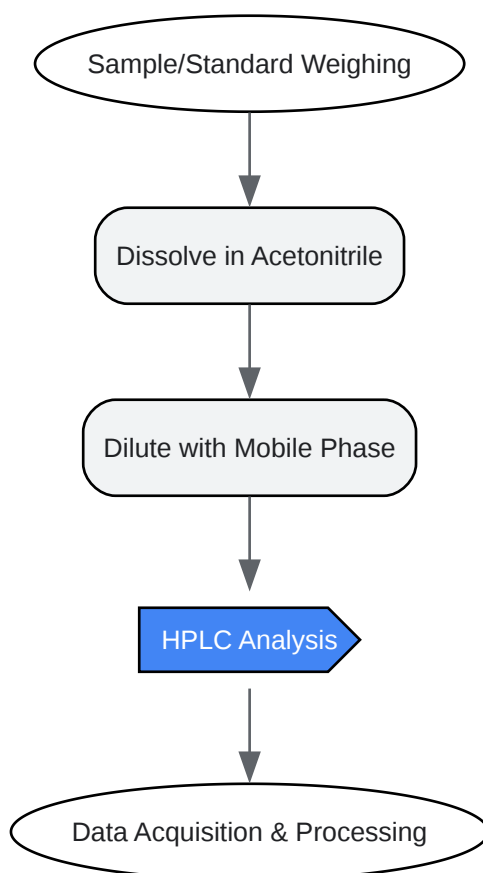 Sample/Standard Weighing
Dissolve in Acetonitrile
Dilute with Mobile Phase
HPLC Analysis
Data Acquisition & Processing